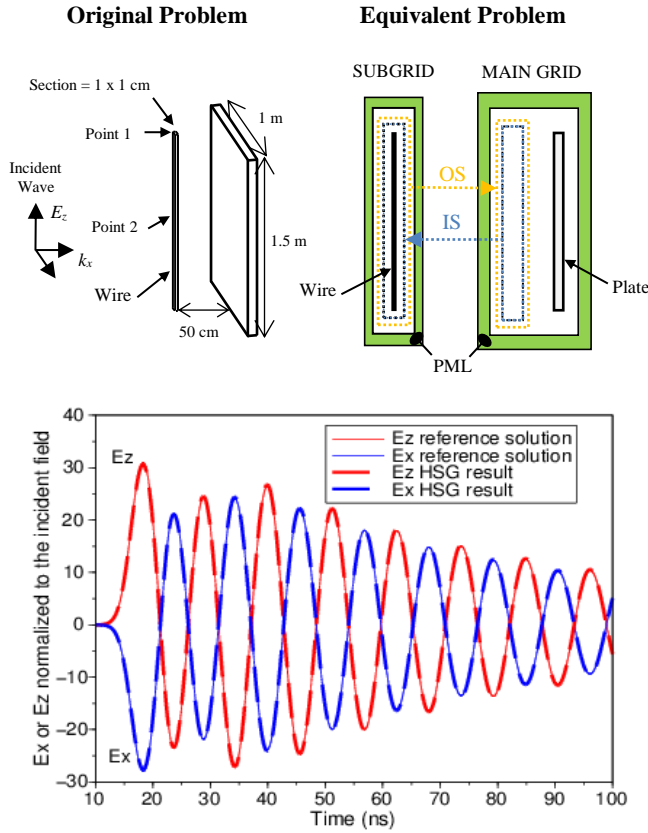 Original Problem
Equivalent Problem
Section = 1 x 1 cm
Point 1
1 m
Incident
Wave
E_z
k_x
Point 2
Wire
1.5 m
50 cm
SUBGRID
MAIN GRID
OS
IS
Wire
Plate
PML
Ex or Ez normalized to the incident field
40
30
20
10
0
−10
−20
−30
Ez
Ex
Ez reference solution
Ex reference solution
Ez HSG result
Ex HSG result
10
20
30
40
50
60
70
80
90
100
Time (ns)